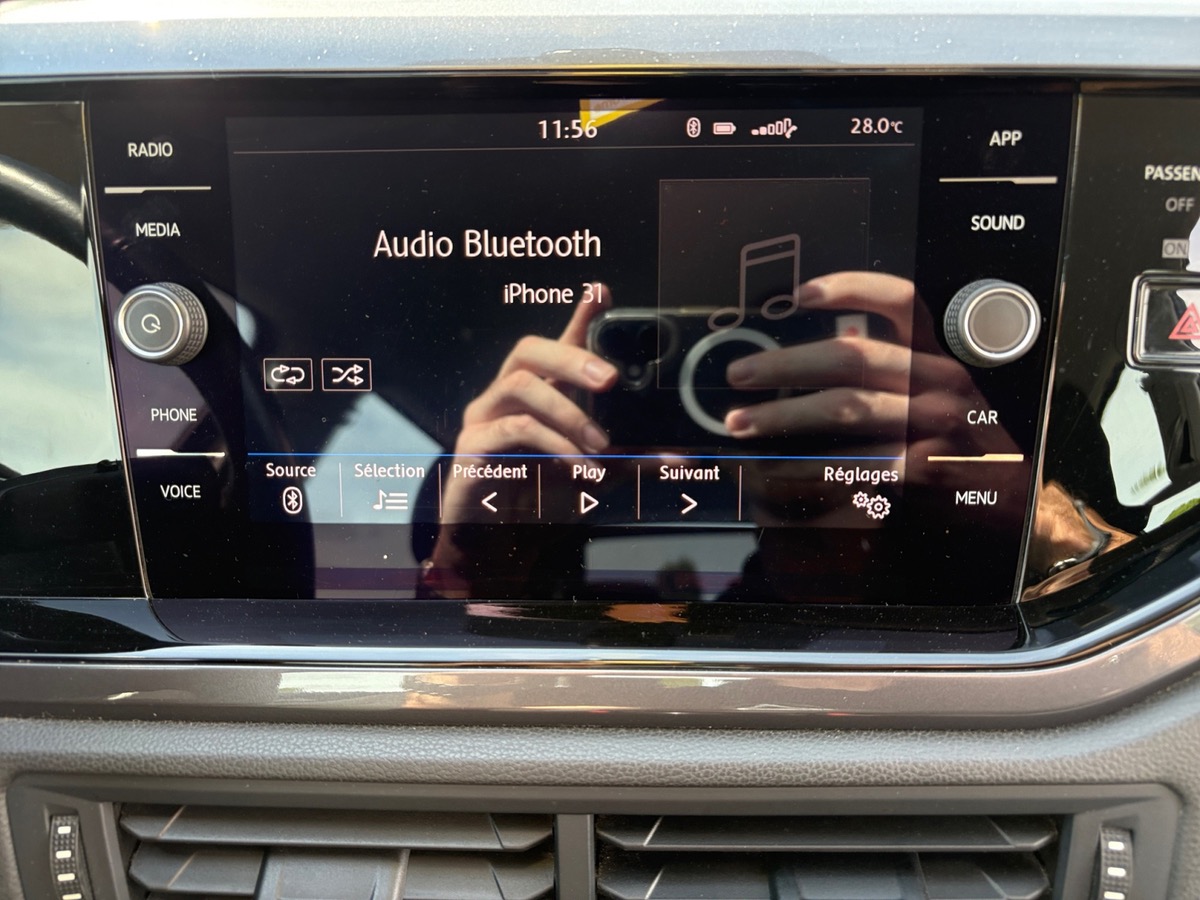 11:56
28.0°C
RADIO
MEDIA
PHONE
VOICE
Audio Bluetooth
iPhone 31
Source
Sélection
Précédent
Play
Suivant
Réglages
APP
SOUND
CAR
MENU
PASSEN
OFF
ON